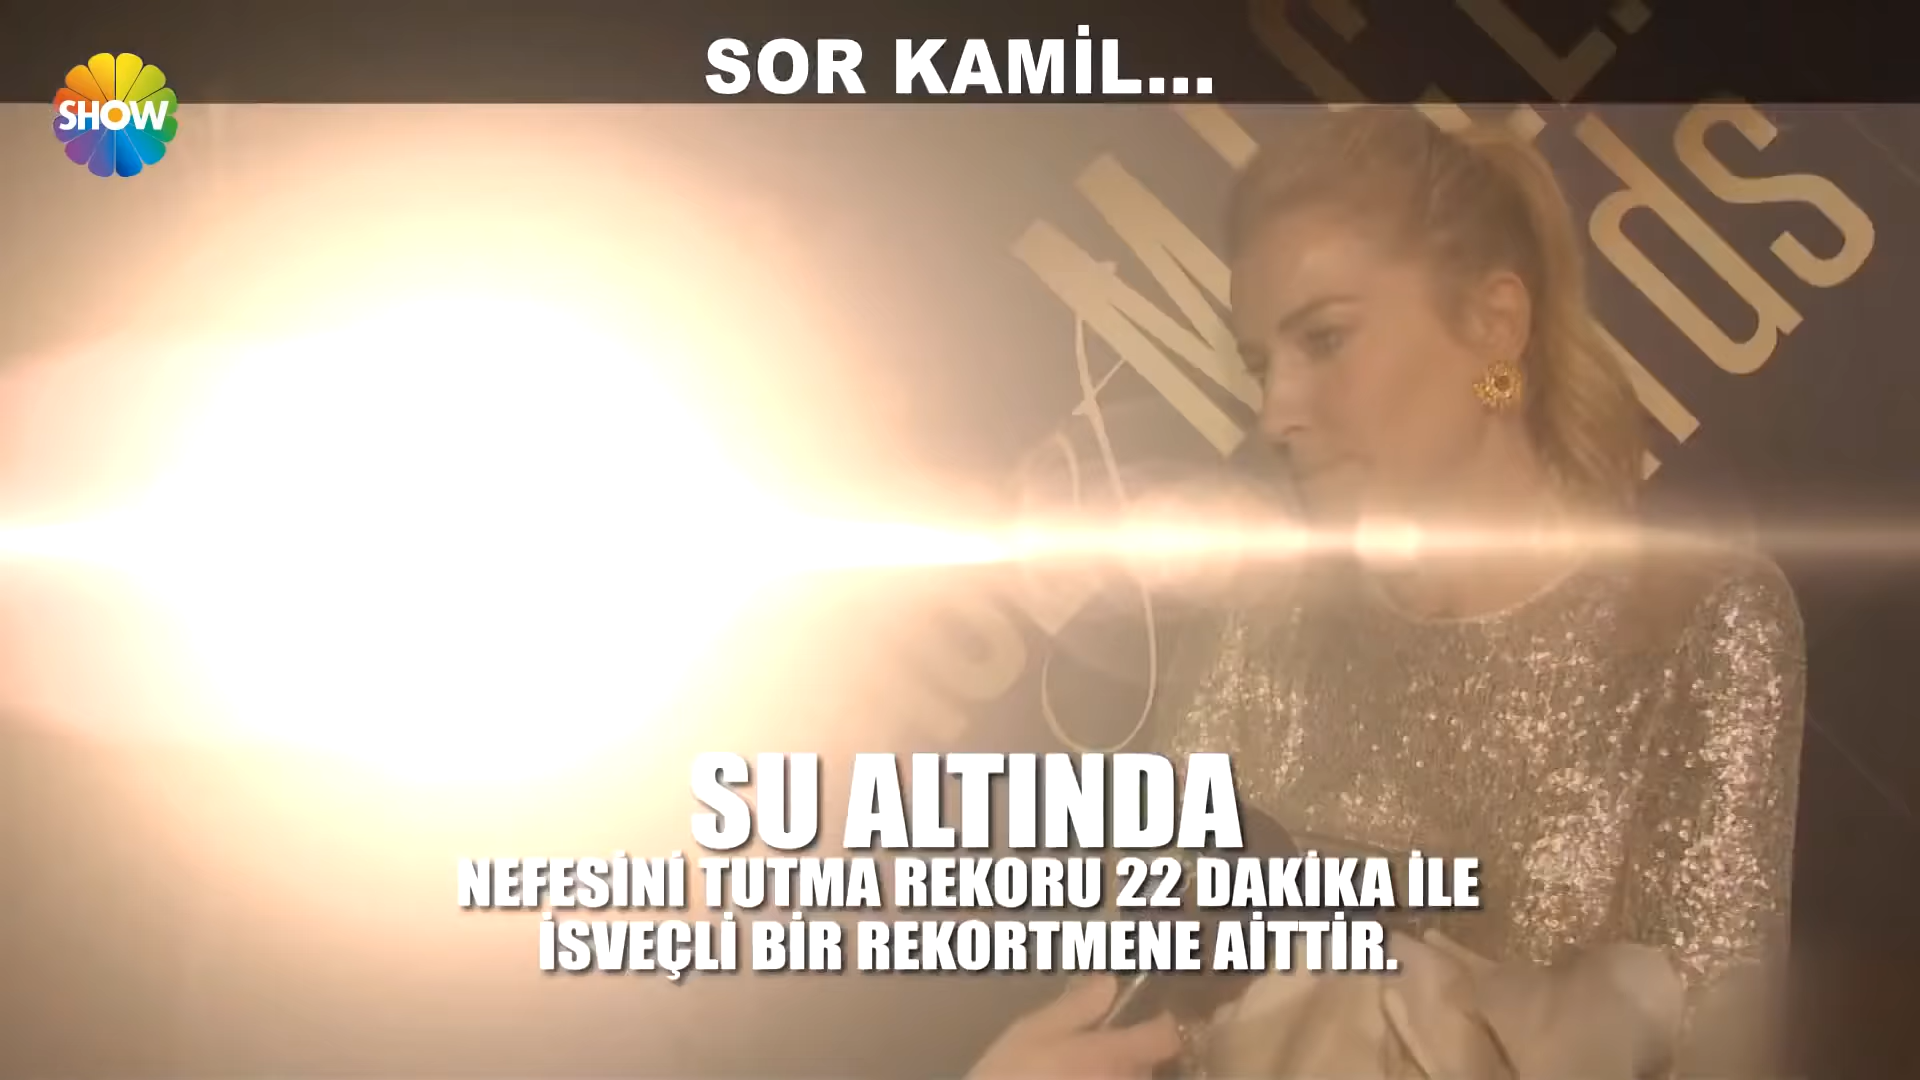 SOR KAMİL...
SHOW
SU ALTINDA
NEFESİNİ TUTMA REKORU 22 DAKİKA İLE
İSVEÇLİ BİR REKORTMENE AİTTİR.